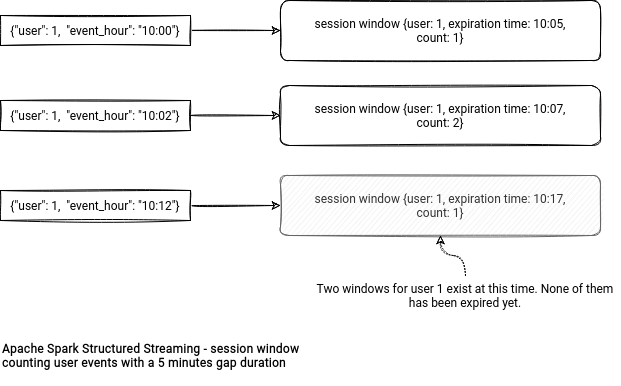 {"user": 1, "event_hour": "10:00"}
session window {user: 1, expiration time: 10:05,
count: 1}
{"user": 1, "event_hour": "10:02"}
session window {user: 1, expiration time: 10:07,
count: 2}
{"user": 1, "event_hour": "10:12"}
session window {user: 1, expiration time: 10:17,
count: 1}
Two windows for user 1 exist at this time. None of them
has been expired yet.
Apache Spark Structured Streaming - session window
counting user events with a 5 minutes gap duration